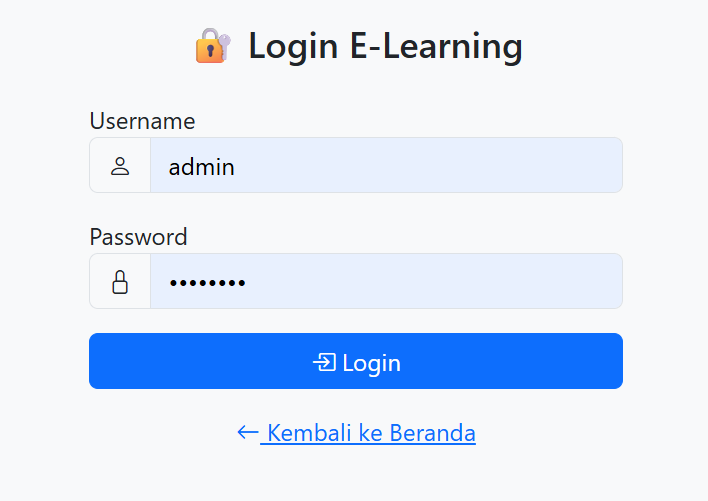 🔐 Login E-Learning
Username
admin
Password
••••••••
Login
← Kembali ke Beranda